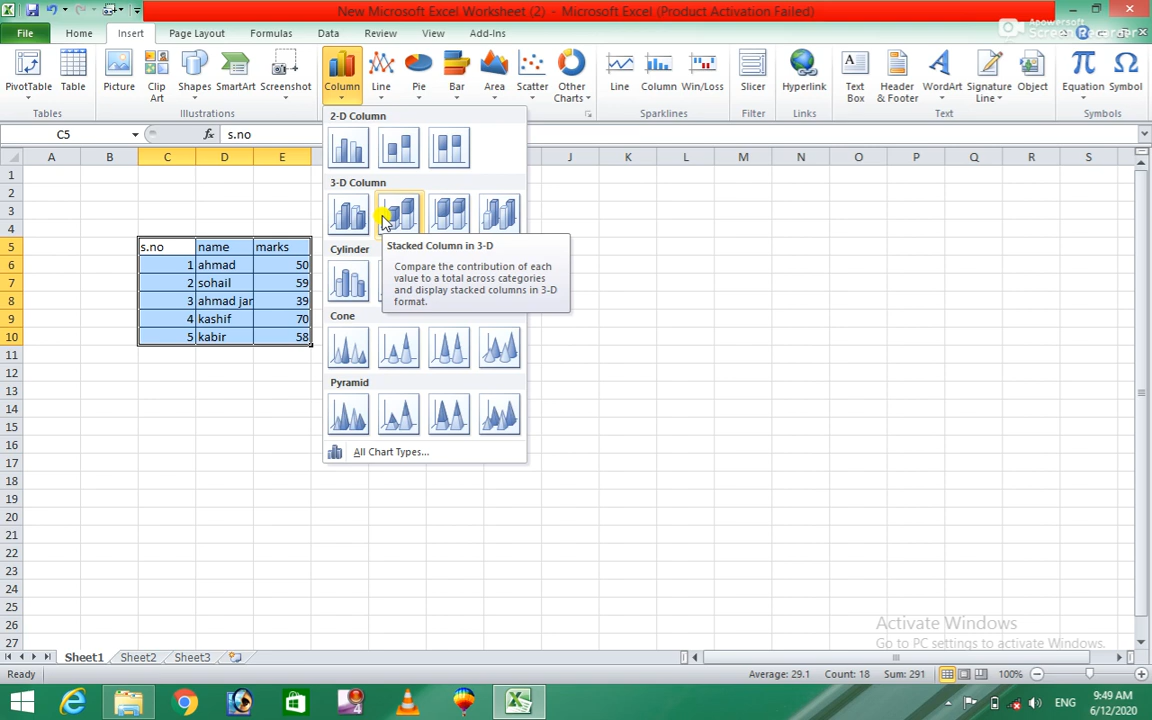 New Microsoft Excel Worksheet (2) - Microsoft Excel (Product Activation Failed)
File Home Insert Page Layout Formulas Data Review View Add-Ins
Apowersoft
PivotTable Table Picture Clip Art Shapes SmartArt Screenshot Column Line Pie Bar Area Scatter Other Charts Line Column Win/Loss Slicer Hyperlink Text Box Header & Footer WordArt Signature Line Object Equation Symbol
Tables Illustrations Sparklines Filter Links Text Symbols
C5 fx s.no
A B C D E J K L M N O P Q R S
2-D Column
3-D Column
Cylinder
Cone
Pyramid
All Chart Types...
Stacked Column in 3-D
Compare the contribution of each
value to a total across categories
and display stacked columns in 3-D
format.
1
2
3
4
5 s.no name marks
6 1 ahmad 50
7 2 sohail 59
8 3 ahmad jan 39
9 4 kashif 70
10 5 kabir 58
11
12
13
14
15
16
17
18
19
20
21
22
23
24
25
26
27
Activate Windows
Go to PC settings to activate Windows.
Sheet1 Sheet2 Sheet3
Ready Average: 29.1 Count: 18 Sum: 291 100%
4 ENG 9:49 AM
6/12/2020